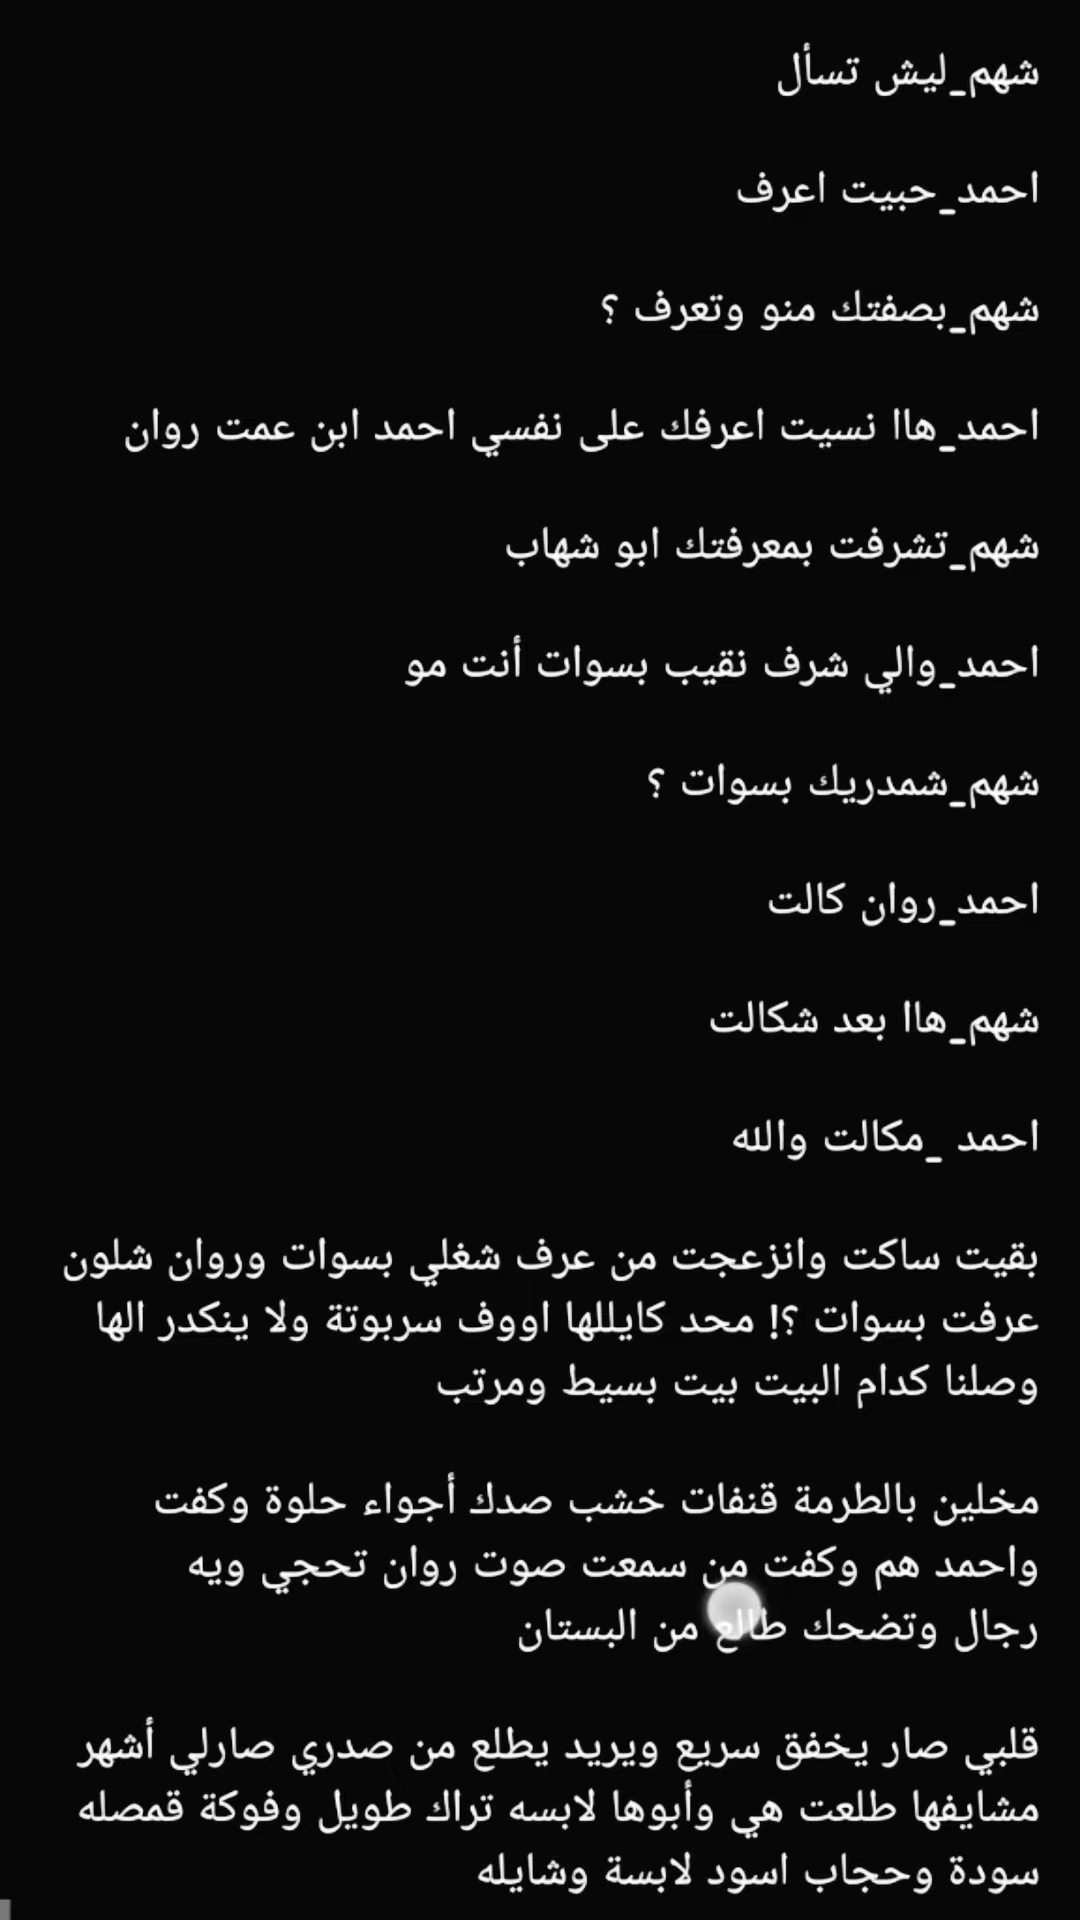 شهم_ليش تسأل
احمد_حبيت اعرف
شهم_بصفتك منو وتعرف ؟
احمد_هاا نسيت اعرفك على نفسي احمد ابن عمت روان
شهم_تشرفت بمعرفتك ابو شهاب
احمد_والي شرف نقيب بسوات أنت مو
شهم_شمدريك بسوات ؟
احمد_روان كالت
شهم_هاا بعد شكالت
احمد _مكالت والله
بقيت ساكت وانزعجت من عرف شغلي بسوات وروان شلون
عرفت بسوات ؟! محد كايللها اووف سربوتة ولا ينكدر الها
وصلنا كدام البيت بيت بسيط ومرتب
مخلين بالطرمة قنفات خشب صدك أجواء حلوة وكفت
واحمد هم وكفت من سمعت صوت روان تحجي ويه
رجال وتضحك طالع من البستان
قلبي صار يخفق سريع ويريد يطلع من صدري صارلي أشهر
مشايفها طلعت هي وأبوها لابسه تراك طويل وفوكة قمصله
سودة وحجاب اسود لابسة وشايله